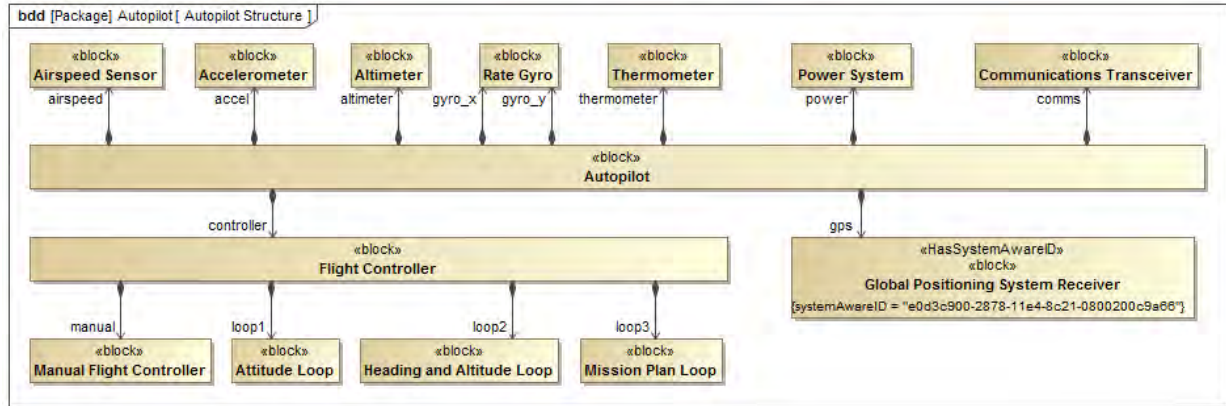 bdd [Package] Autopilot [ Autopilot Structure ]
«block»
Airspeed Sensor
«block»
Accelerometer
«block»
Altimeter
«block»
Rate Gyro
«block»
Thermometer
«block»
Power System
«block»
Communications Transceiver
airspeed
accel
altimeter
gyro_x
gyro_y
thermometer
power
comms
«block»
Autopilot
controller
gps
«block»
Flight Controller
«HasSystemAwareID»
«block»
Global Positioning System Receiver
{systemAwareID = "e0d3c900-2878-11e4-8c21-0800200c9a66"}
manual
loop1
loop2
loop3
«block»
Manual Flight Controller
«block»
Attitude Loop
«block»
Heading and Altitude Loop
«block»
Mission Plan Loop